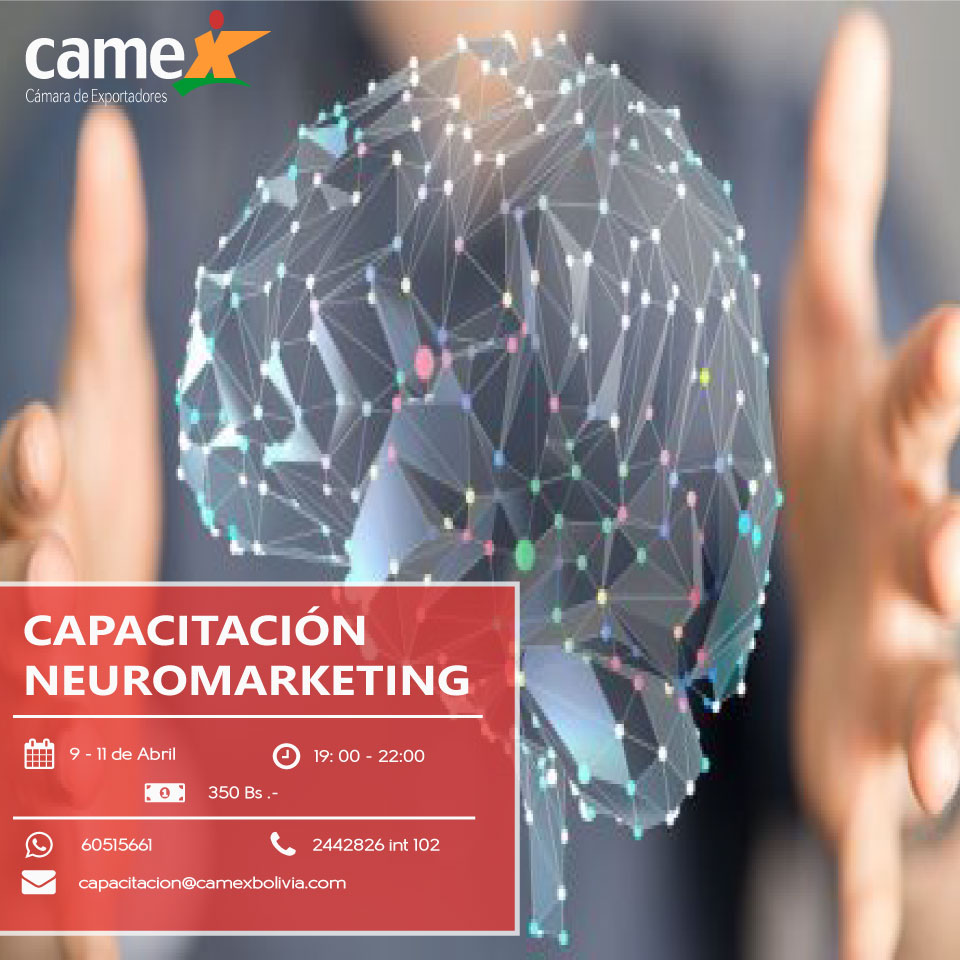 camex
Cámara de Exportadores
CAPACITACIÓN
NEUROMARKETING
9 - 11 de Abril
19: 00 - 22:00
1
350 Bs .-
60515661
2442826 int 102
capacitacion@camexbolivia.com